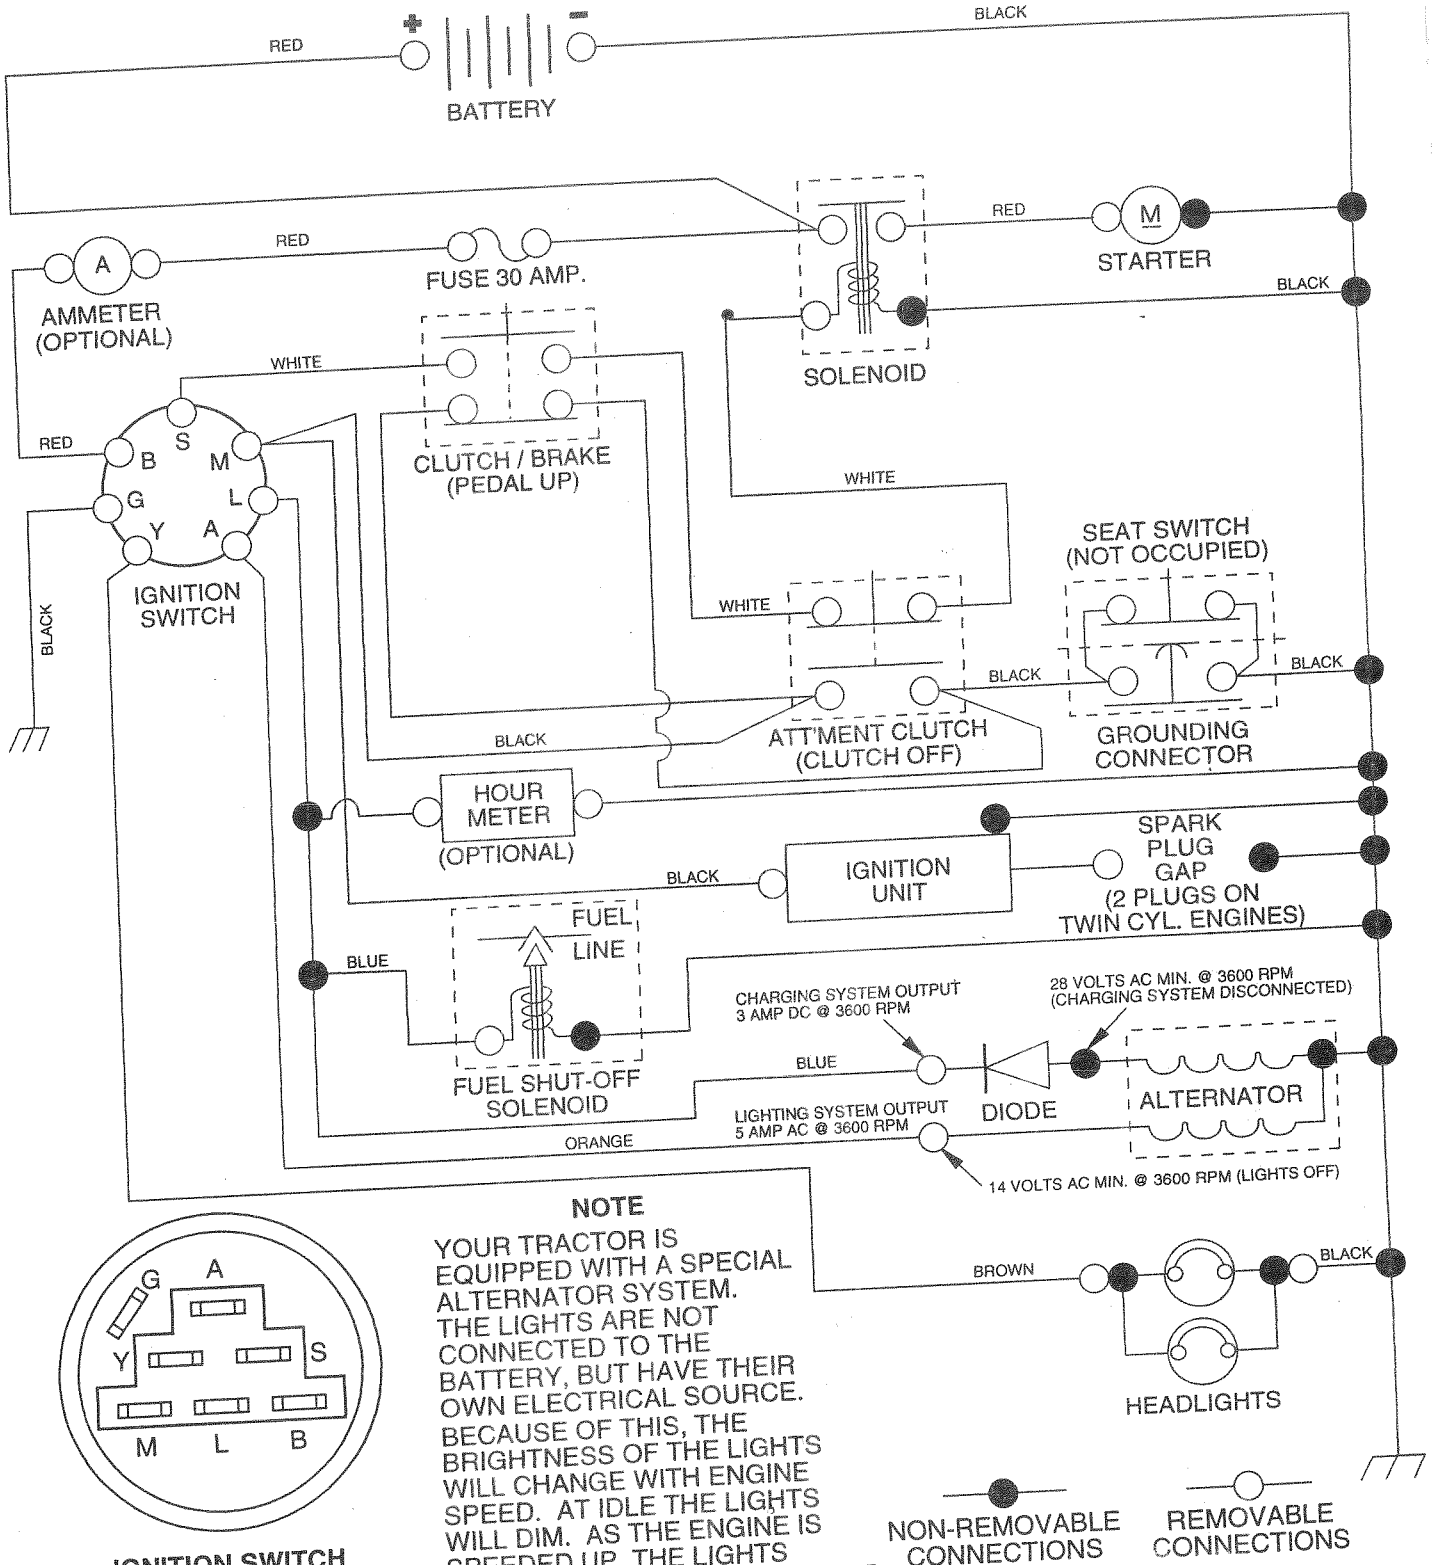 +
-
BLACK
RED
BATTERY
RED
M
STARTER
RED
A
FUSE 30 AMP.
AMMETER
(OPTIONAL)
BLACK
SOLENOID
WHITE
RED
S
B
M
G
L
Y
A
CLUTCH / BRAKE
(PEDAL UP)
WHITE
IGNITION
SWITCH
BLACK
SEAT SWITCH
(NOT OCCUPIED)
WHITE
BLACK
BLACK
ATT'MENT CLUTCH
(CLUTCH OFF)
GROUNDING
CONNECTOR
BLACK
HOUR
METER
(OPTIONAL)
SPARK
PLUG
GAP
(2 PLUGS ON
TWIN CYL. ENGINES)
IGNITION
UNIT
BLACK
FUEL
LINE
BLUE
FUEL SHUT-OFF
SOLENOID
CHARGING SYSTEM OUTPUT
3 AMP DC @ 3600 RPM
28 VOLTS AC MIN. @ 3600 RPM
(CHARGING SYSTEM DISCONNECTED)
BLUE
DIODE
ALTERNATOR
LIGHTING SYSTEM OUTPUT
5 AMP AC @ 3600 RPM
ORANGE
14 VOLTS AC MIN. @ 3600 RPM (LIGHTS OFF)
BROWN
BLACK
HEADLIGHTS
G
A
Y
S
M
L
B
IGNITION SWITCH
NOTE
YOUR TRACTOR IS
EQUIPPED WITH A SPECIAL
ALTERNATOR SYSTEM.
THE LIGHTS ARE NOT
CONNECTED TO THE
BATTERY, BUT HAVE THEIR
OWN ELECTRICAL SOURCE.
BECAUSE OF THIS, THE
BRIGHTNESS OF THE LIGHTS
WILL CHANGE WITH ENGINE
SPEED. AT IDLE THE LIGHTS
WILL DIM. AS THE ENGINE IS
SPEEDED UP, THE LIGHTS
NON-REMOVABLE
CONNECTIONS
REMOVABLE
CONNECTIONS